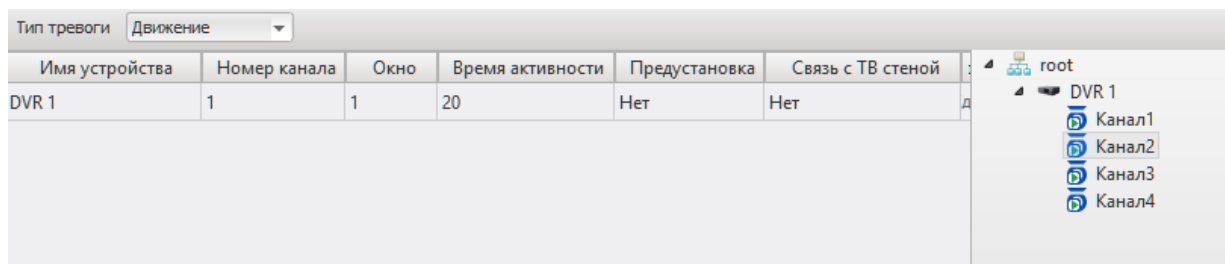 Тип тревоги Движение
Имя устройства Номер канала Окно Время активности Предустановка Связь с ТВ стеной
DVR 1 1 1 20 Нет Нет
root
DVR 1
Канал1
Канал2
Канал3
Канал4